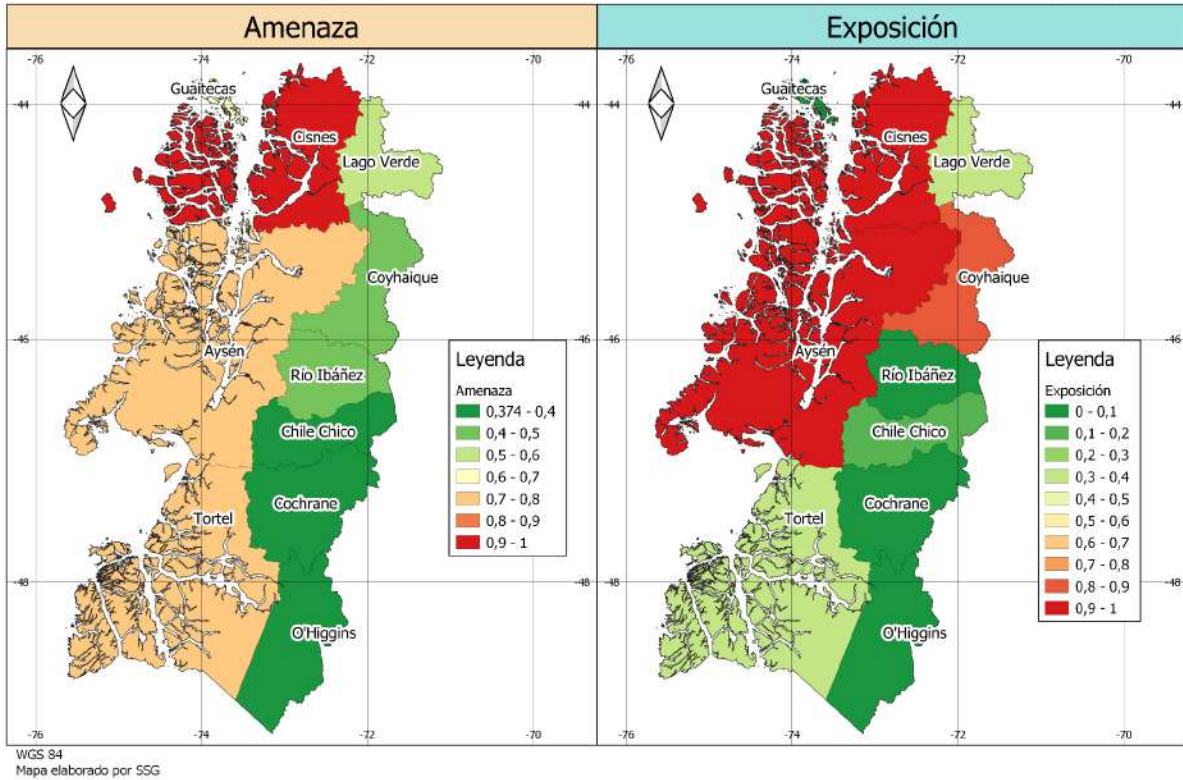 Amenaza
Exposición
-76
-74
-72
-70
-76
-74
-72
-70
-44
-44
-46
-46
-48
-48
Guaitecas
Cisnes
Lago Verde
Coyhaique
Aysén
Río Ibáñez
Chile Chico
Cochrane
Tortel
O'Higgins
Leyenda
Amenaza
0,374 - 0,4
0,4 - 0,5
0,5 - 0,6
0,6 - 0,7
0,7 - 0,8
0,8 - 0,9
0,9 - 1
-76
-74
-72
-70
Guaitecas
Cisnes
Lago Verde
Coyhaique
Aysén
Río Ibáñez
Chile Chico
Cochrane
Tortel
O'Higgins
Leyenda
Exposición
0 - 0,1
0,1 - 0,2
0,2 - 0,3
0,3 - 0,4
0,4 - 0,5
0,5 - 0,6
0,6 - 0,7
0,7 - 0,8
0,8 - 0,9
0,9 - 1
-44
-46
-48
-76
-74
-72
-70
WGS 84
Mapa elaborado por SSG